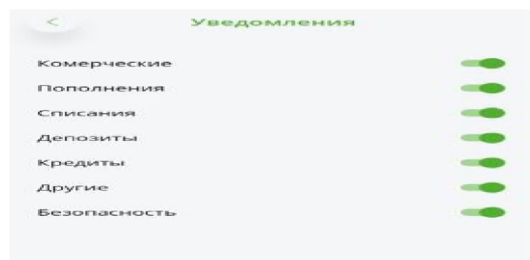 Уведомления
Комерческие
Пополнения
Списания
Депозиты
Кредиты
Другие
Безопасность